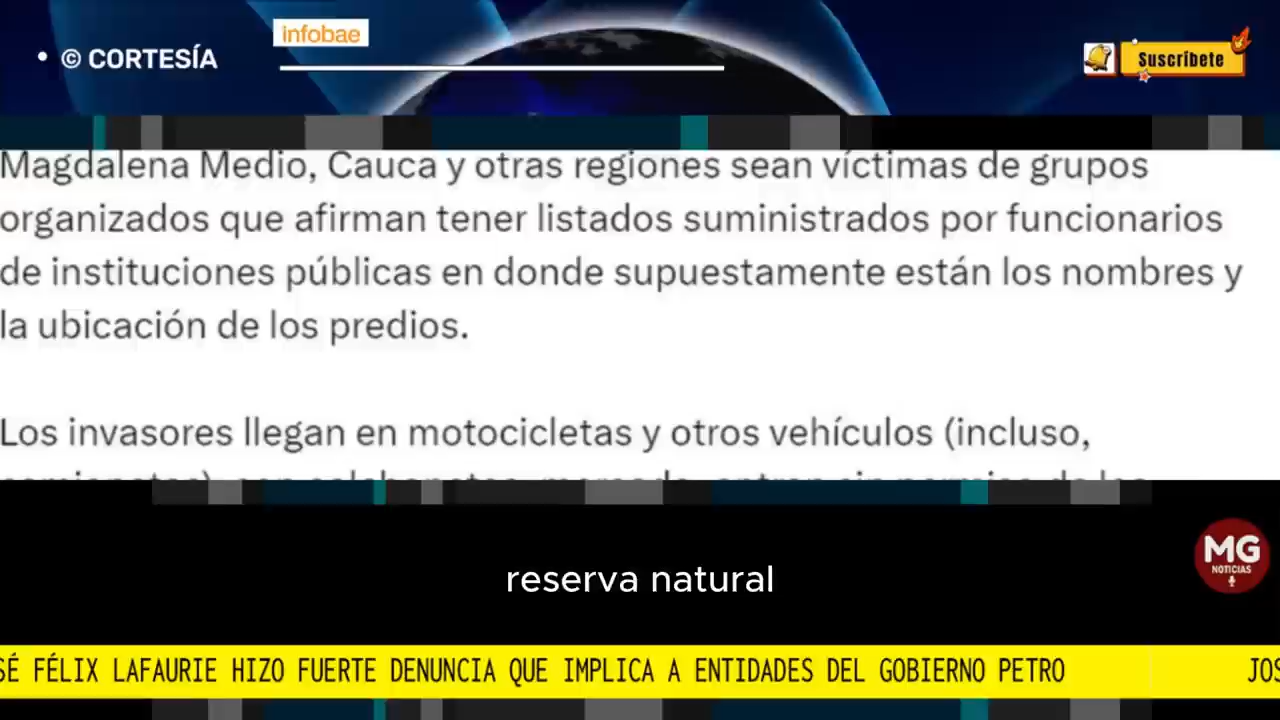 infobae
• © CORTESÍA
Suscríbete
Magdalena Medio, Cauca y otras regiones sean víctimas de grupos
organizados que afirman tener listados suministrados por funcionarios
de instituciones públicas en donde supuestamente están los nombres y
la ubicación de los predios.
Los invasores llegan en motocicletas y otros vehículos (incluso,
reserva natural
MG
NOTICIAS
SÉ FÉLIX LAFAURIE HIZO FUERTE DENUNCIA QUE IMPLICA A ENTIDADES DEL GOBIERNO PETRO
JOS